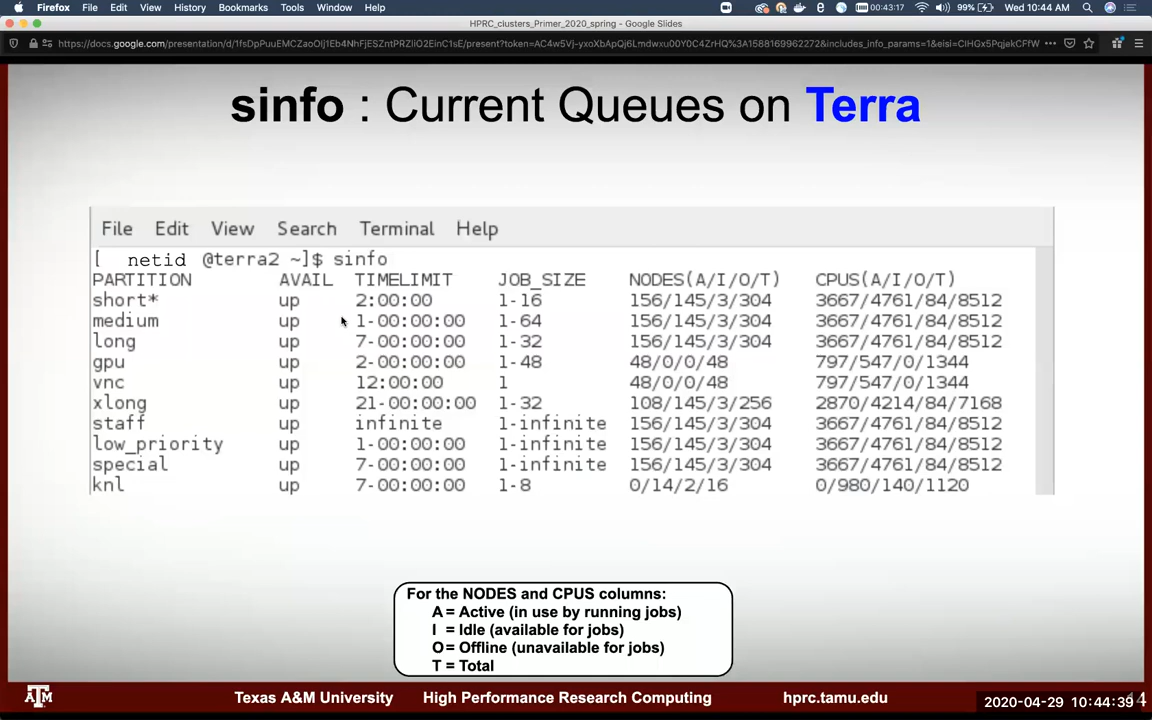 Firefox File Edit View History Bookmarks Tools Window Help 00:43:17 99% Wed 10:44 AM
HPRC_clusters_Primer_2020_spring - Google Slides
sinfo : Current Queues on Terra
File Edit View Search Terminal Help
[ netid @terra2 ~]$ sinfo
PARTITION AVAIL TIMELIMIT JOB_SIZE NODES(A/I/O/T) CPUS(A/I/O/T)
short* up 2:00:00 1-16 156/145/3/304 3667/4761/84/8512
medium up 1-00:00:00 1-64 156/145/3/304 3667/4761/84/8512
long up 7-00:00:00 1-32 156/145/3/304 3667/4761/84/8512
gpu up 2-00:00:00 1-48 48/0/0/48 797/547/0/1344
vnc up 12:00:00 1 48/0/0/48 797/547/0/1344
xlong up 21-00:00:00 1-32 108/145/3/256 2870/4214/84/7168
staff up infinite 1-infinite 156/145/3/304 3667/4761/84/8512
low_priority up 1-00:00:00 1-infinite 156/145/3/304 3667/4761/84/8512
special up 7-00:00:00 1-infinite 156/145/3/304 3667/4761/84/8512
knl up 7-00:00:00 1-8 0/14/2/16 0/980/140/1120
For the NODES and CPUS columns:
A = Active (in use by running jobs)
I = Idle (available for jobs)
O = Offline (unavailable for jobs)
T = Total
ATM Texas A&M University High Performance Research Computing hprc.tamu.edu
2020-04-29 10:44:39